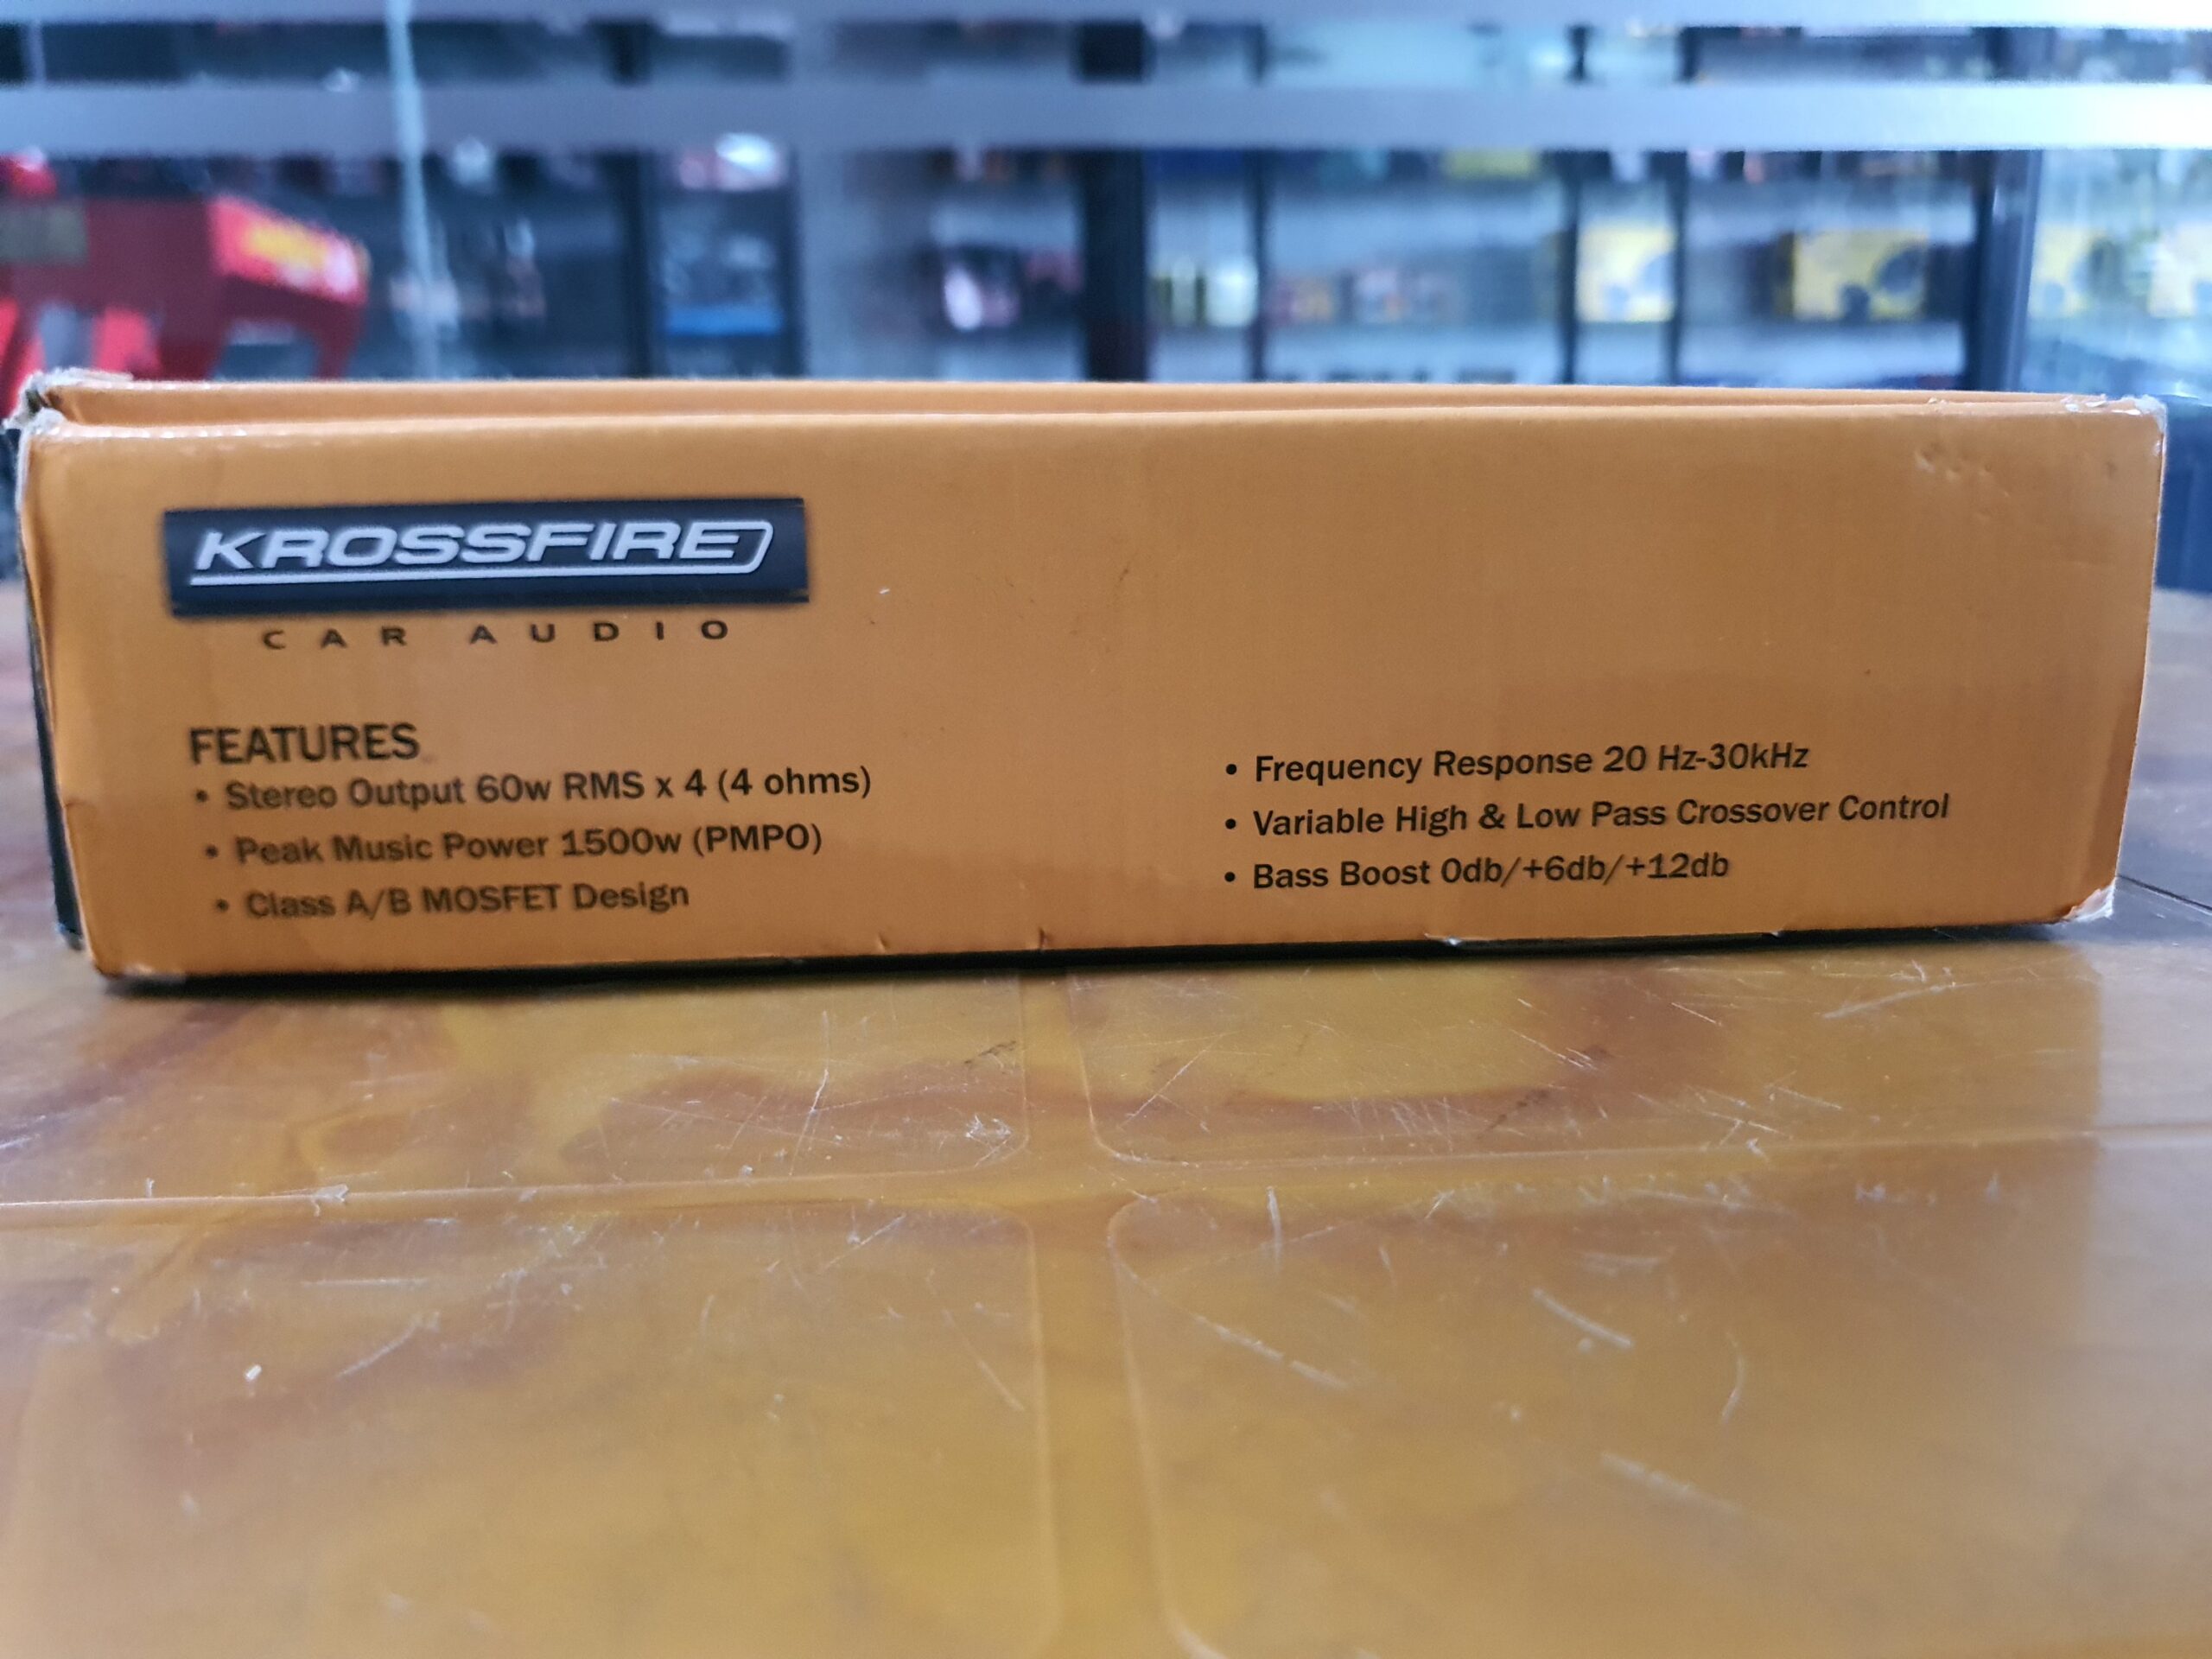 KROSSFIRE
CAR AUDIO
FEATURES
• Stereo Output 60w RMS x 4 (4 ohms)
• Peak Music Power 1500w (PMPO)
• Class A/B MOSFET Design
• Frequency Response 20 Hz-30kHz
• Variable High & Low Pass Crossover Control
• Bass Boost 0db/+6db/+12db